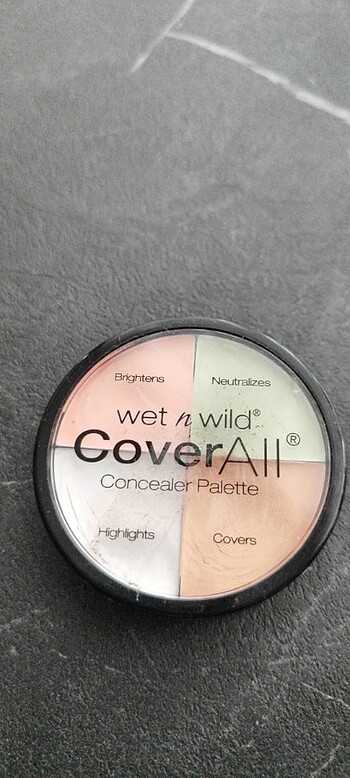 Brightens Neutralizes
wet n wild®
CoverAll®
Concealer Palette
Highlights Covers